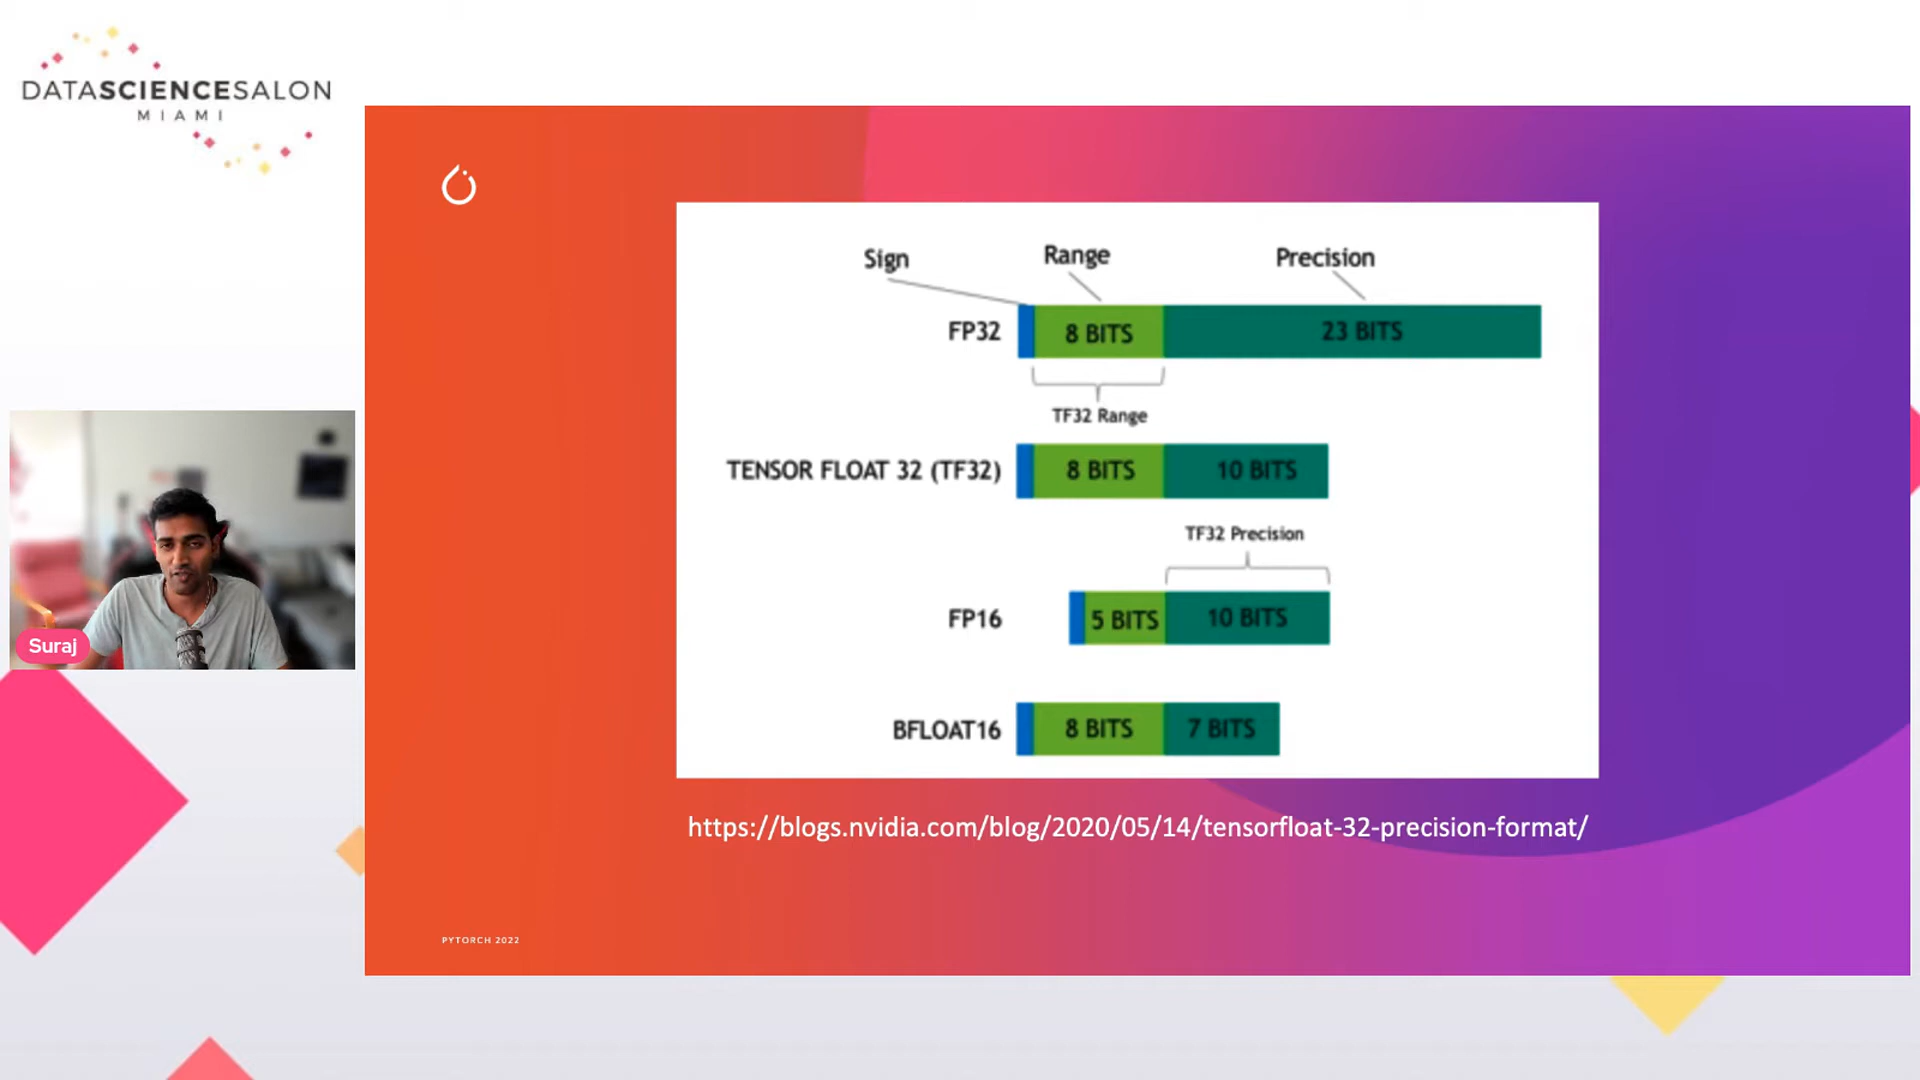 DATASCIENCESALON
MIAMI
Suraj
Sign
Range
Precision
FP32
8 BITS
23 BITS
TF32 Range
TENSOR FLOAT 32 (TF32)
8 BITS
10 BITS
TF32 Precision
FP16
5 BITS
10 BITS
BFLOAT16
8 BITS
7 BITS
https://blogs.nvidia.com/blog/2020/05/14/tensorfloat-32-precision-format/
PYTORCH 2022